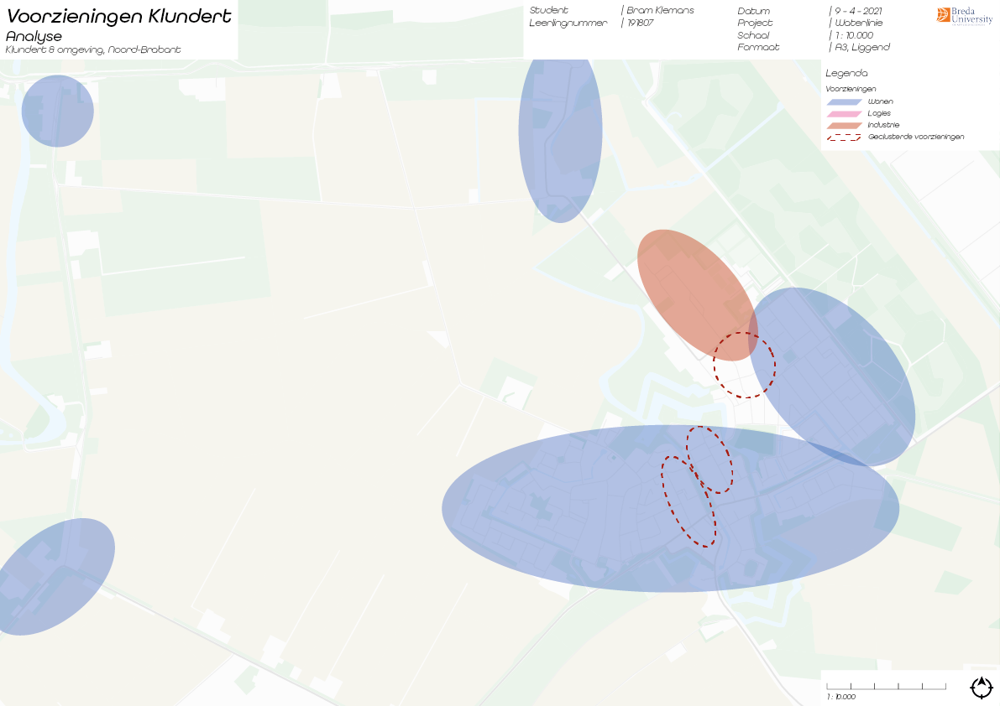 Voorzieningen Klundert
Analyse
Klundert & omgeving, Noord-Brabant
Student | Bram Klemans
Leerlingnummer | 191807
Datum | 9 - 4 - 2021
Project | Waterlinie
Schaal | 1 : 10.000
Formaat | A3, Liggend
Breda
University
Legenda
Voorzieningen
Wonen
Logies
Industrie
Geclusterde voorzieningen
1 : 10.000